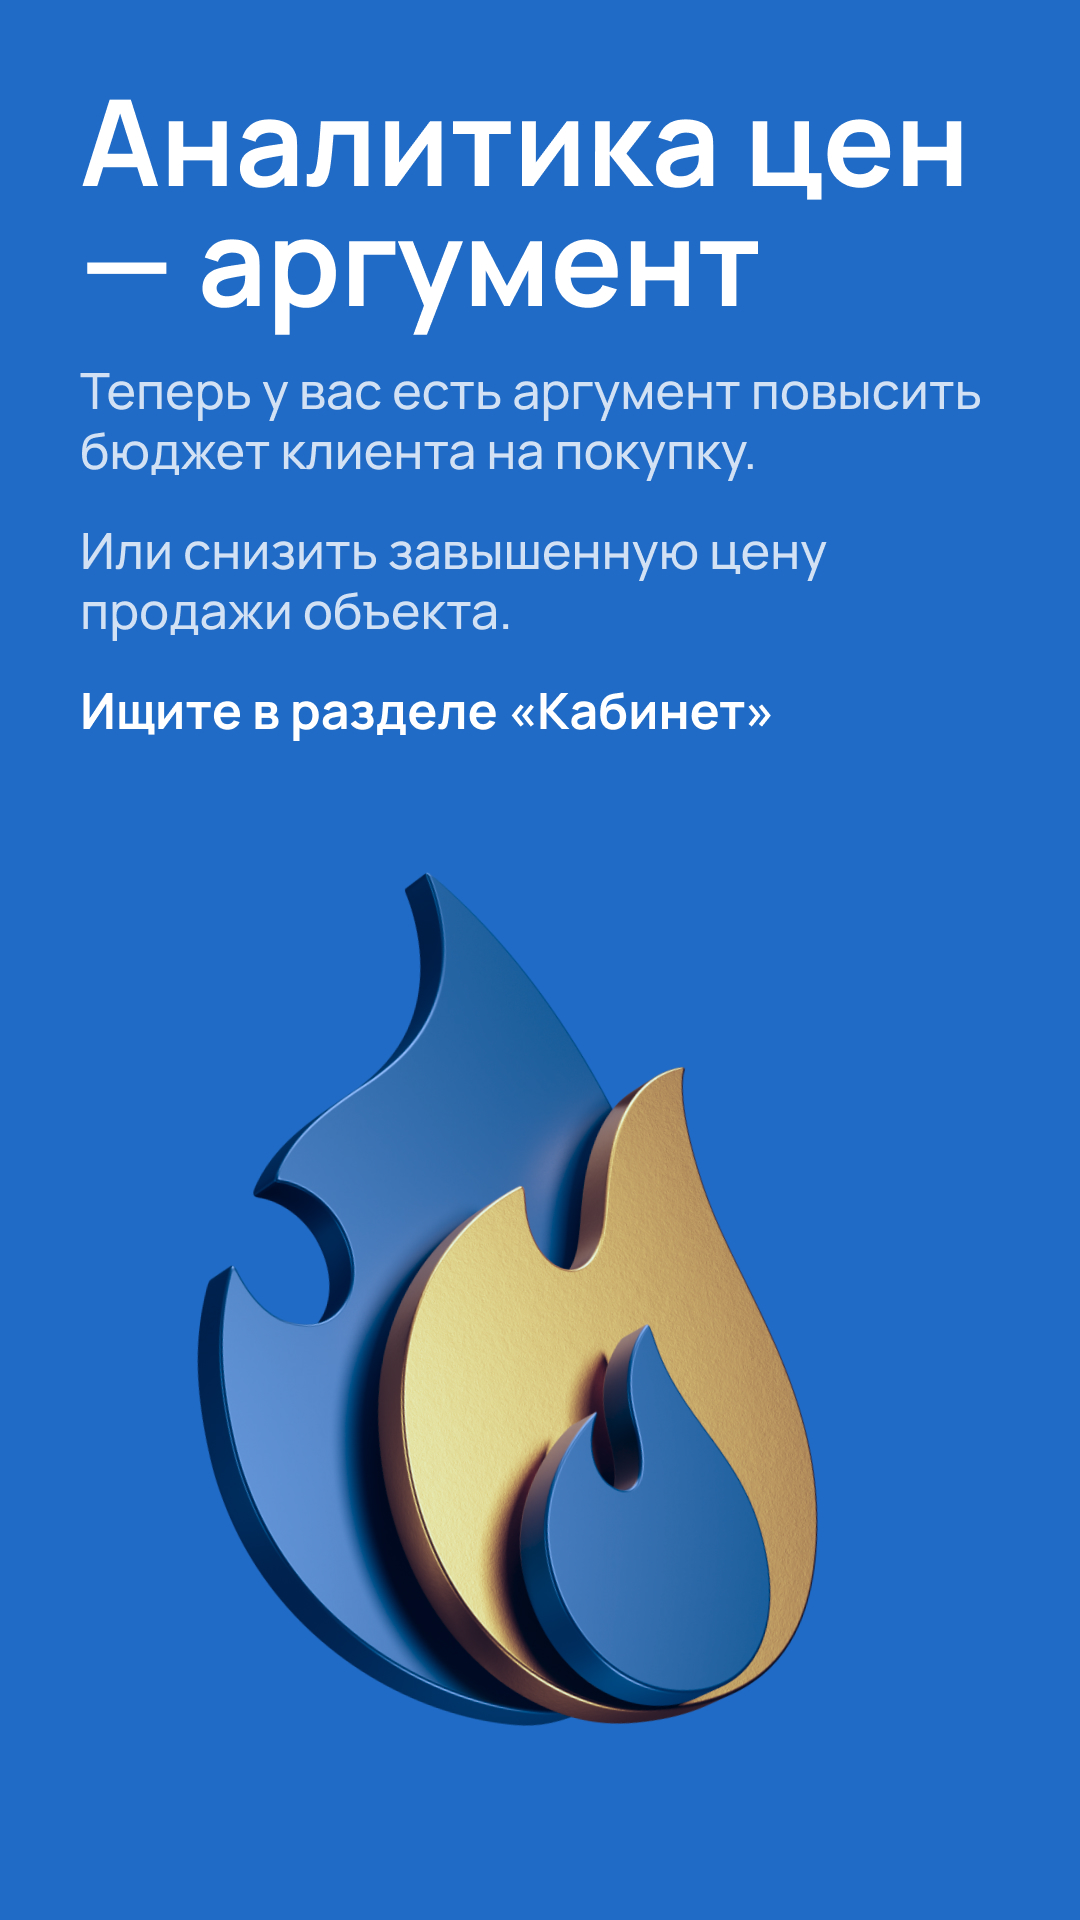 Аналитика цен
— аргумент
Теперь у вас есть аргумент повысить
бюджет клиента на покупку.
Или снизить завышенную цену
продажи объекта.
Ищите в разделе «Кабинет»